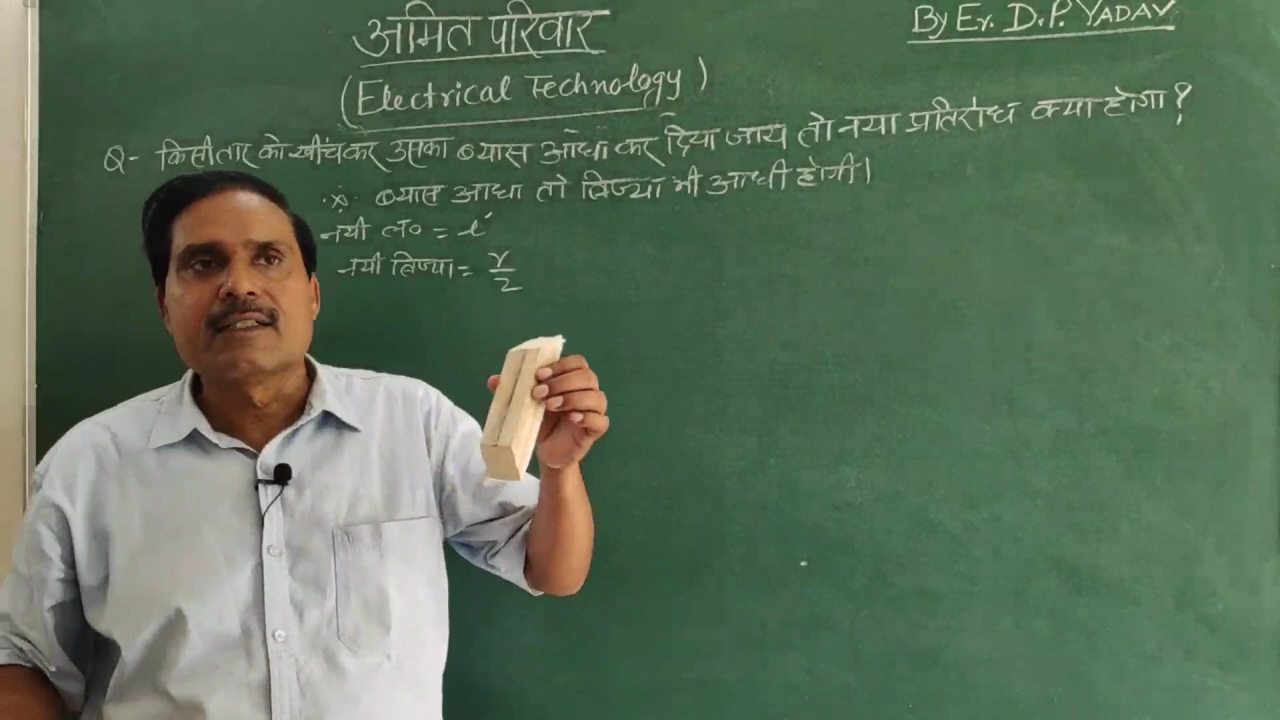 अमित परिवार
By Er. D.P. YADAV
(Electrical Technology)
Q- किसी तार को खींचकर उसका व्यास आधा कर दिया जाय तो नया प्रतिरोध क्या होगा?
∴ व्यास आधा तो त्रिज्या भी आधी होगी।
नयी ल० = l'
नयी त्रिज्या = r/2